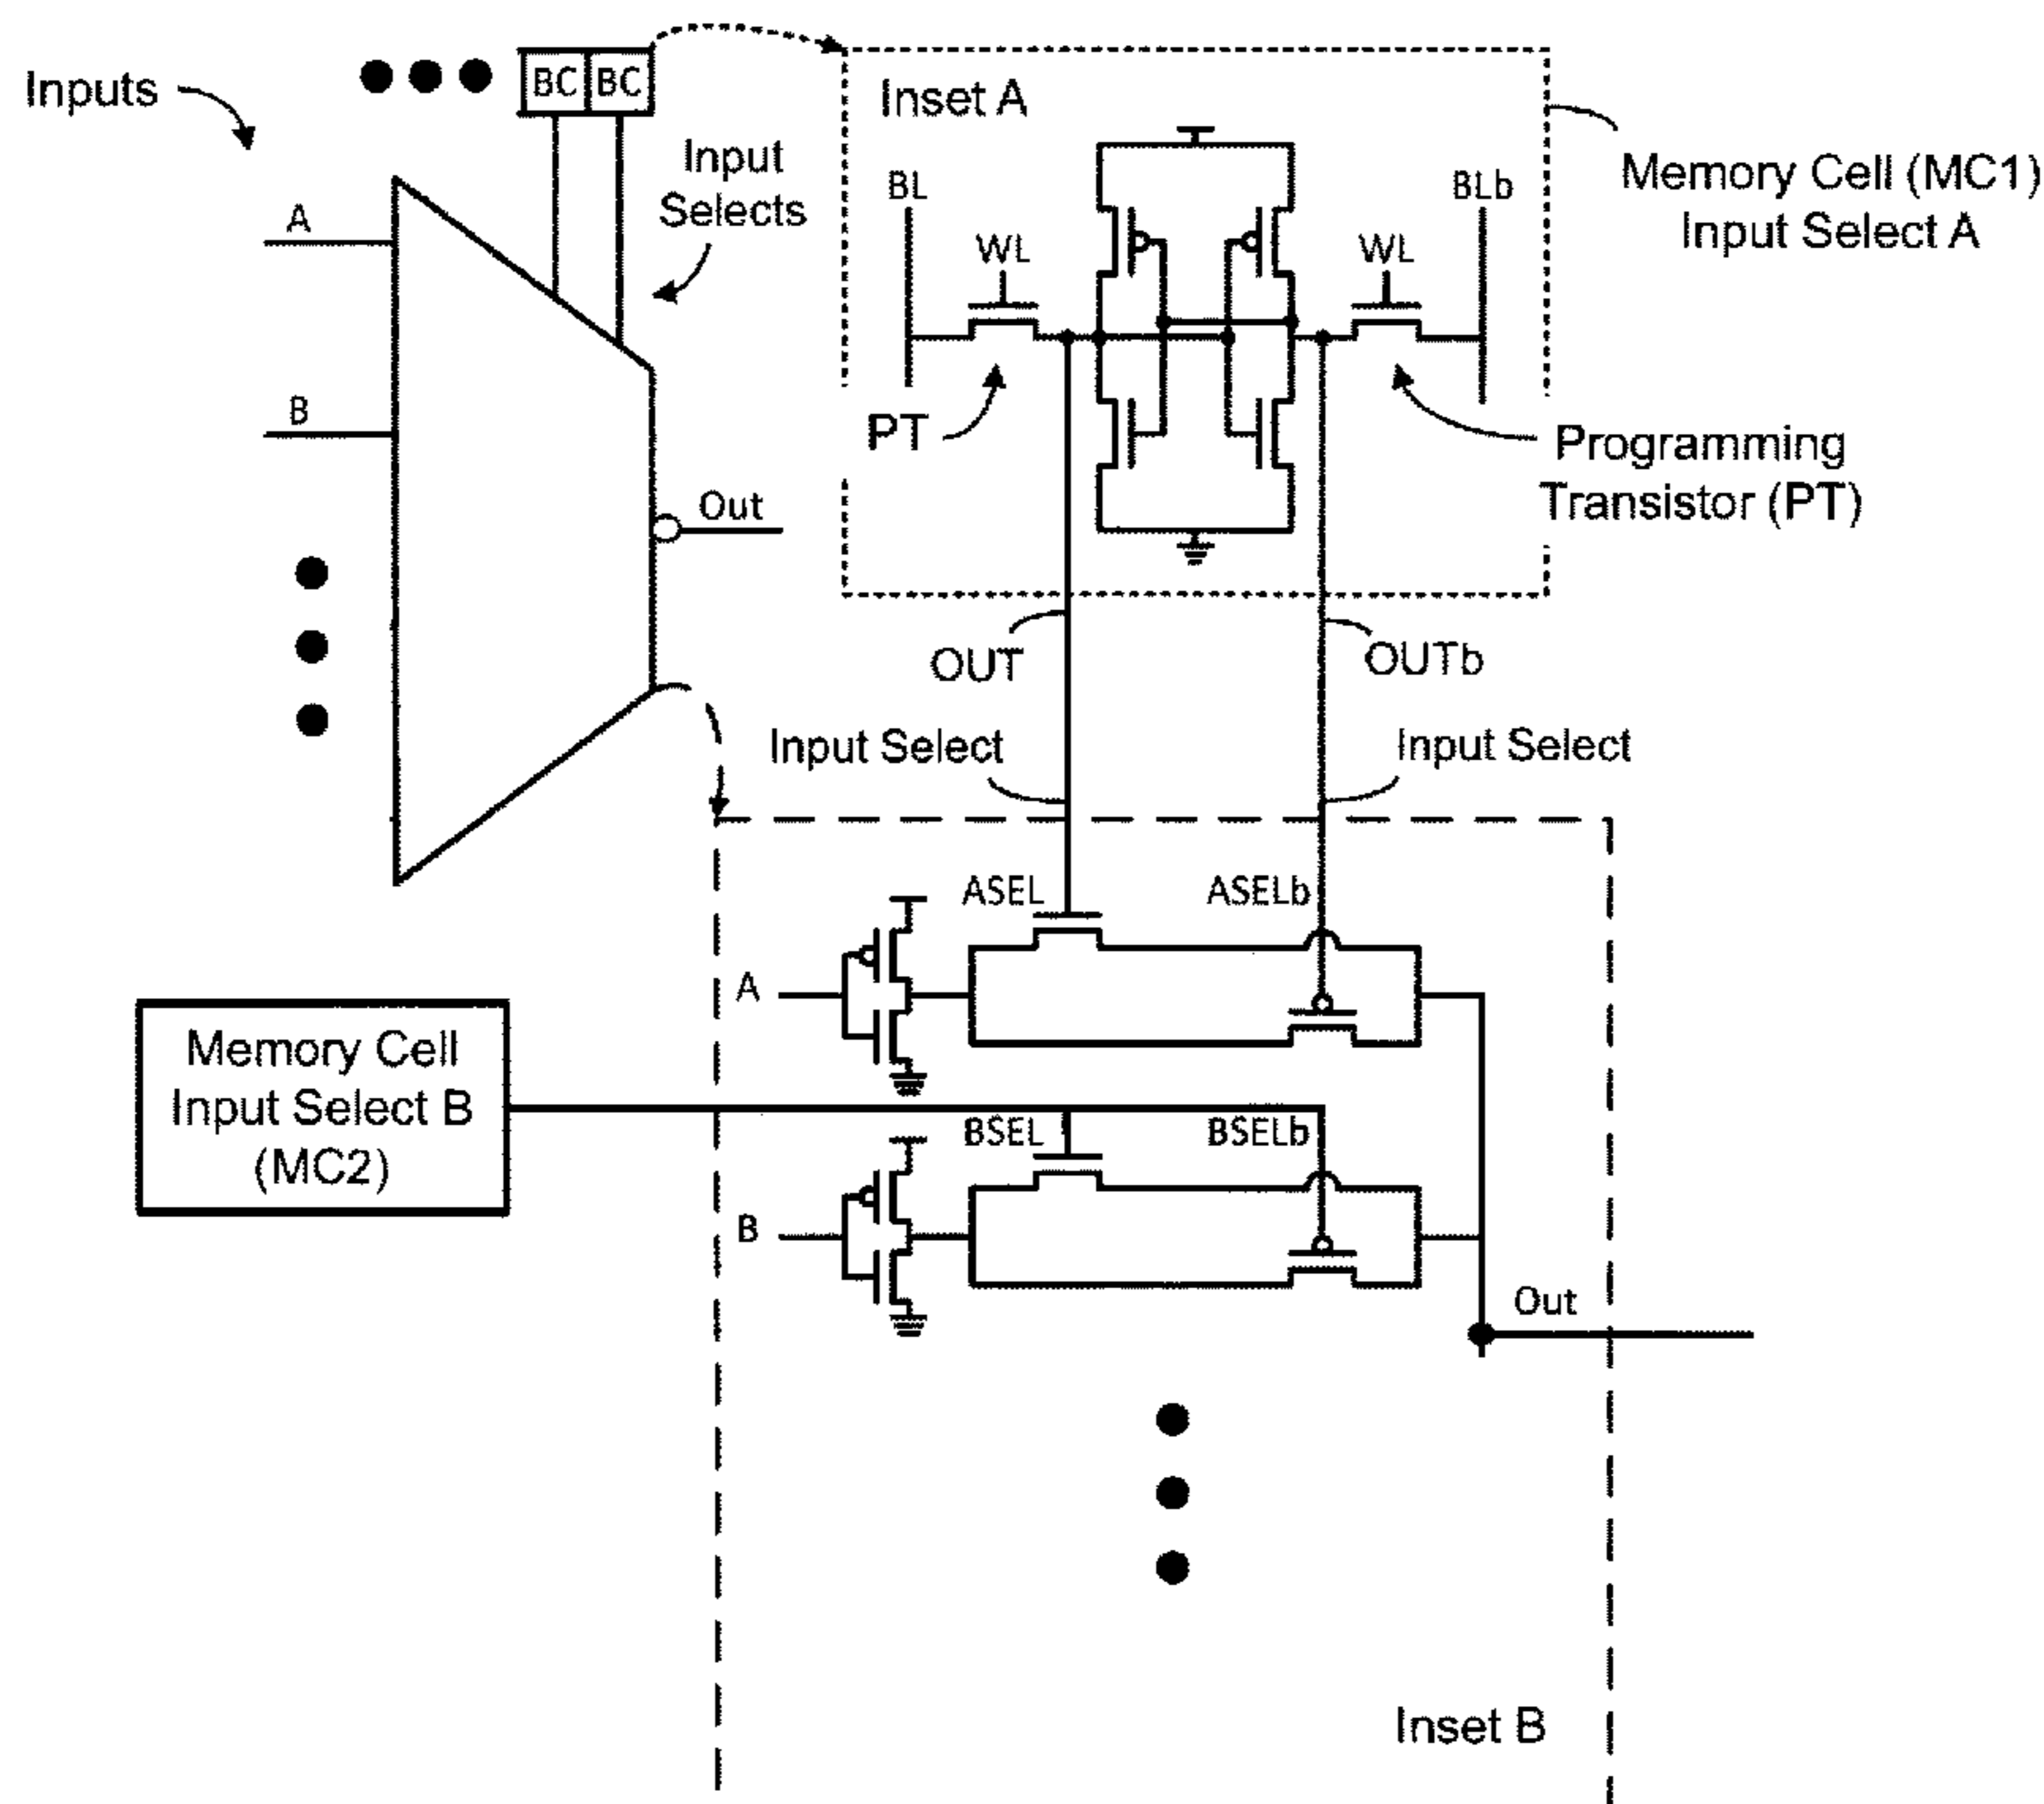 Inputs
BC BC
Input
Selects
A
B
Out
Inset A
BL
WL
WL
BLb
PT
Memory Cell (MC1)
Input Select A
Programming
Transistor (PT)
OUT
OUTb
Input Select
Input Select
ASEL
ASELb
A
Memory Cell
Input Select B
(MC2)
BSEL
BSELb
B
Out
Inset B